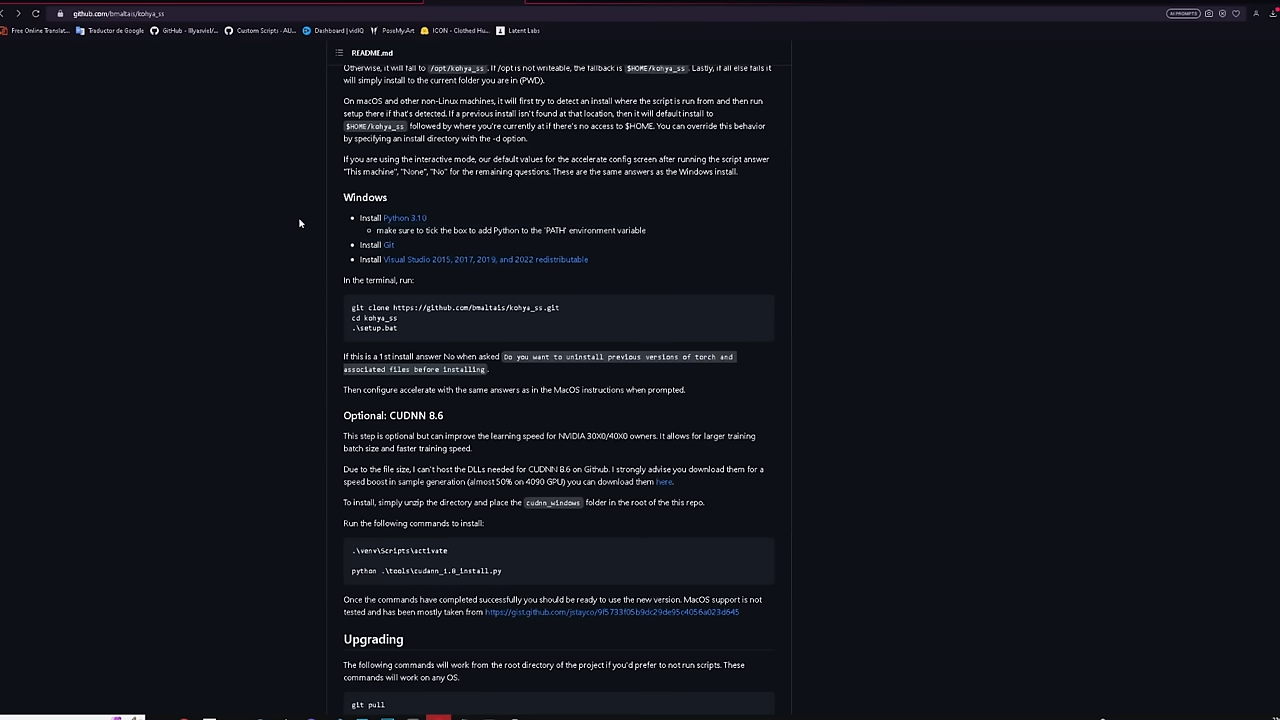 github.com/bmaltais/kohya_ss
AI PROMPTS
Free Online Translat...
Traductor de Google
GitHub - Illyasviel/...
Custom Scripts - AU...
Dashboard | vidIQ
PoseMy.Art
ICON - Clothed Hu...
Latent Labs
README.md
Otherwise, it will fall to /opt/kohya_ss. If /opt is not writeable, the fallback is $HOME/kohya_ss. Lastly, if all else fails it
will simply install to the current folder you are in (PWD).
On macOS and other non-Linux machines, it will first try to detect an install where the script is run from and then run
setup there if that's detected. If a previous install isn't found at that location, then it will default install to
$HOME/kohya_ss followed by where you're currently at if there's no access to $HOME. You can override this behavior
by specifying an install directory with the -d option.
If you are using the interactive mode, our default values for the accelerate config screen after running the script answer
"This machine", "None", "No" for the remaining questions. These are the same answers as the Windows install.
Windows
Install Python 3.10
make sure to tick the box to add Python to the 'PATH' environment variable
Install Git
Install Visual Studio 2015, 2017, 2019, and 2022 redistributable
In the terminal, run:
git clone https://github.com/bmaltais/kohya_ss.git
cd kohya_ss
.\setup.bat
If this is a 1st install answer No when asked Do you want to uninstall previous versions of torch and
associated files before installing.
Then configure accelerate with the same answers as in the MacOS instructions when prompted.
Optional: CUDNN 8.6
This step is optional but can improve the learning speed for NVIDIA 30X0/40X0 owners. It allows for larger training
batch size and faster training speed.
Due to the file size, I can't host the DLLs needed for CUDNN 8.6 on Github. I strongly advise you download them for a
speed boost in sample generation (almost 50% on 4090 GPU) you can download them here.
To install, simply unzip the directory and place the cudnn_windows folder in the root of the this repo.
Run the following commands to install:
.\venv\Scripts\activate
python .\tools\cudann_1.8_install.py
Once the commands have completed successfully you should be ready to use the new version. MacOS support is not
tested and has been mostly taken from https://gist.github.com/jstayco/9f5733f05b9dc29de95c4056a023d645
Upgrading
The following commands will work from the root directory of the project if you'd prefer to not run scripts. These
commands will work on any OS.
git pull